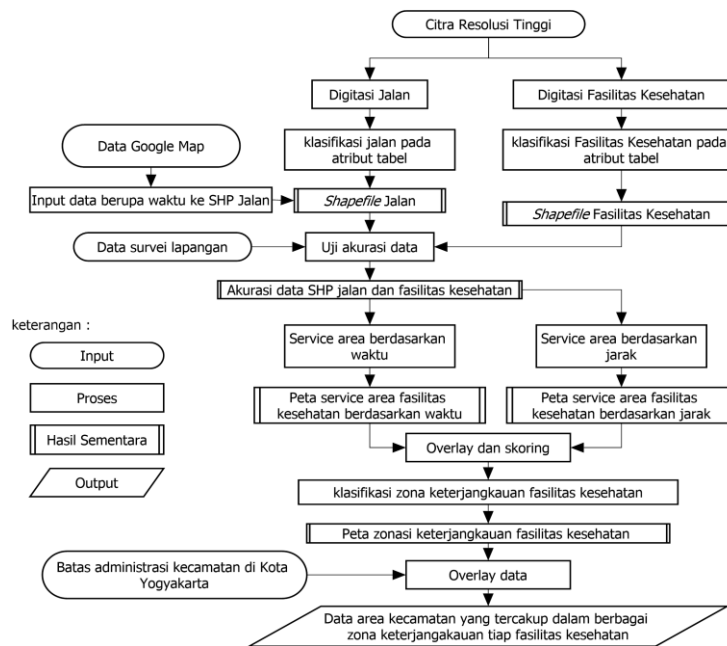 Citra Resolusi Tinggi
Digitasi Jalan
Digitasi Fasilitas Kesehatan
Data Google Map
klasifikasi jalan pada
atribut tabel
klasifikasi Fasilitas Kesehatan pada
atribut tabel
Input data berupa waktu ke SHP Jalan
Shapefile Jalan
Shapefile Fasilitas Kesehatan
Data survei lapangan
Uji akurasi data
Akurasi data SHP jalan dan fasilitas kesehatan
keterangan :
Input
Proses
Hasil Sementara
Output
Service area berdasarkan
waktu
Service area berdasarkan
jarak
Peta service area fasilitas
kesehatan berdasarkan waktu
Peta service area fasilitas
kesehatan berdasarkan jarak
Overlay dan skoring
klasifikasi zona keterjangkauan fasilitas kesehatan
Peta zonasi keterjangkauan fasilitas kesehatan
Batas administrasi kecamatan di Kota
Yogyakarta
Overlay data
Data area kecamatan yang tercakup dalam berbagai
zona keterjangakauan tiap fasilitas kesehatan